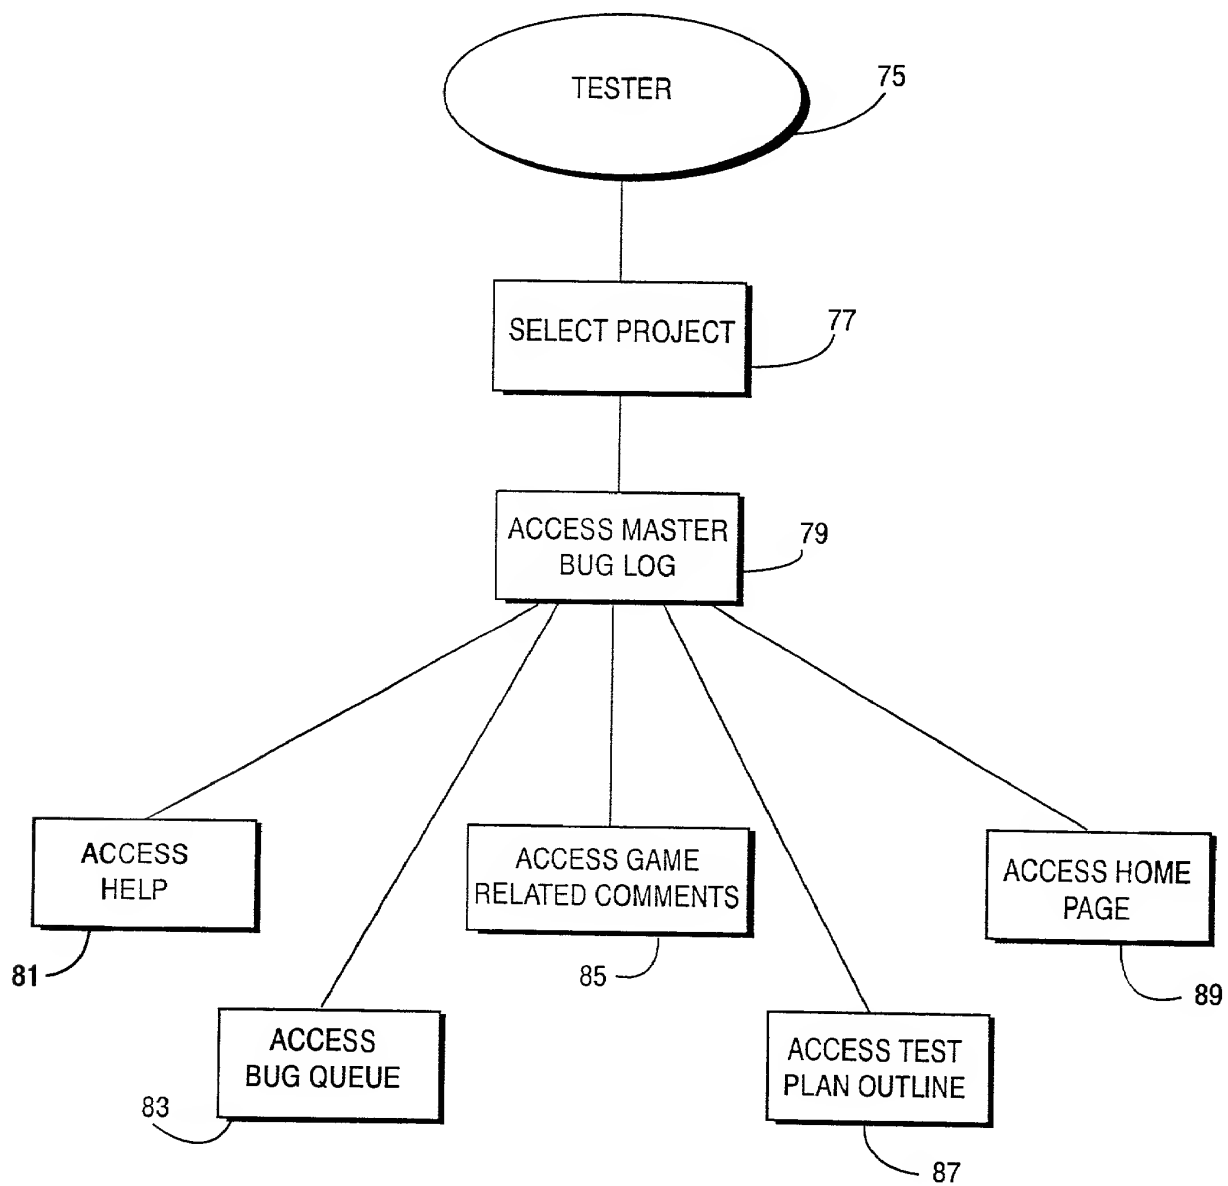 TESTER
75
SELECT PROJECT
77
ACCESS MASTER
BUG LOG
79
ACCESS
HELP
81
ACCESS GAME
RELATED COMMENTS
85
ACCESS HOME
PAGE
89
ACCESS
BUG QUEUE
83
ACCESS TEST
PLAN OUTLINE
87